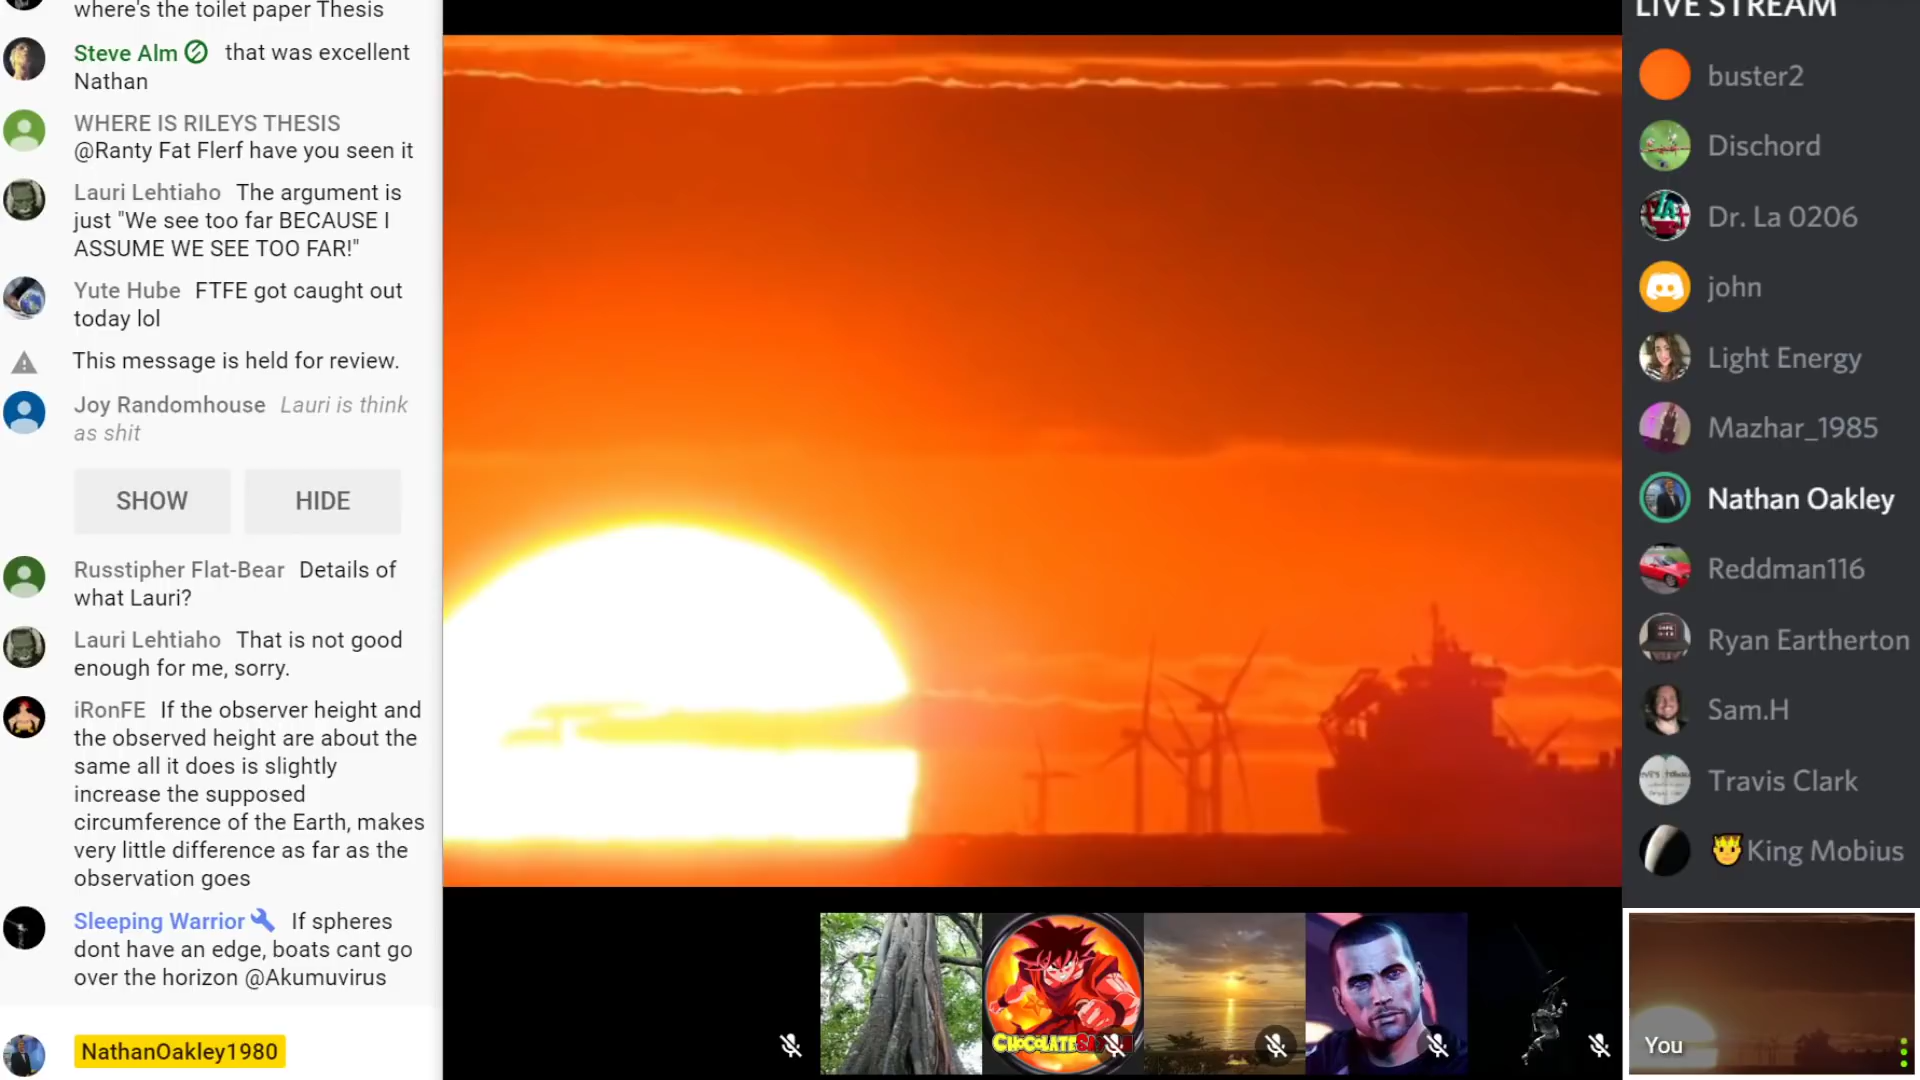 where's the toilet paper Thesis
Steve Alm that was excellent
Nathan
WHERE IS RILEYS THESIS
@Ranty Fat Flerf have you seen it
Lauri Lehtiaho The argument is
just "We see too far BECAUSE I
ASSUME WE SEE TOO FAR!"
Yute Hube FTFE got caught out
today lol
This message is held for review.
Joy Randomhouse Lauri is think
as shit
SHOW HIDE
Russtipher Flat-Bear Details of
what Lauri?
Lauri Lehtiaho That is not good
enough for me, sorry.
iRonFE If the observer height and
the observed height are about the
same all it does is slightly
increase the supposed
circumference of the Earth, makes
very little difference as far as the
observation goes
Sleeping Warrior If spheres
dont have an edge, boats cant go
over the horizon @Akumuvirus
NathanOakley1980
LIVE STREAM
buster2
Dischord
Dr. La 0206
john
Light Energy
Mazhar_1985
Nathan Oakley
Reddman116
Ryan Eartherton
Sam.H
Travis Clark
King Mobius
You